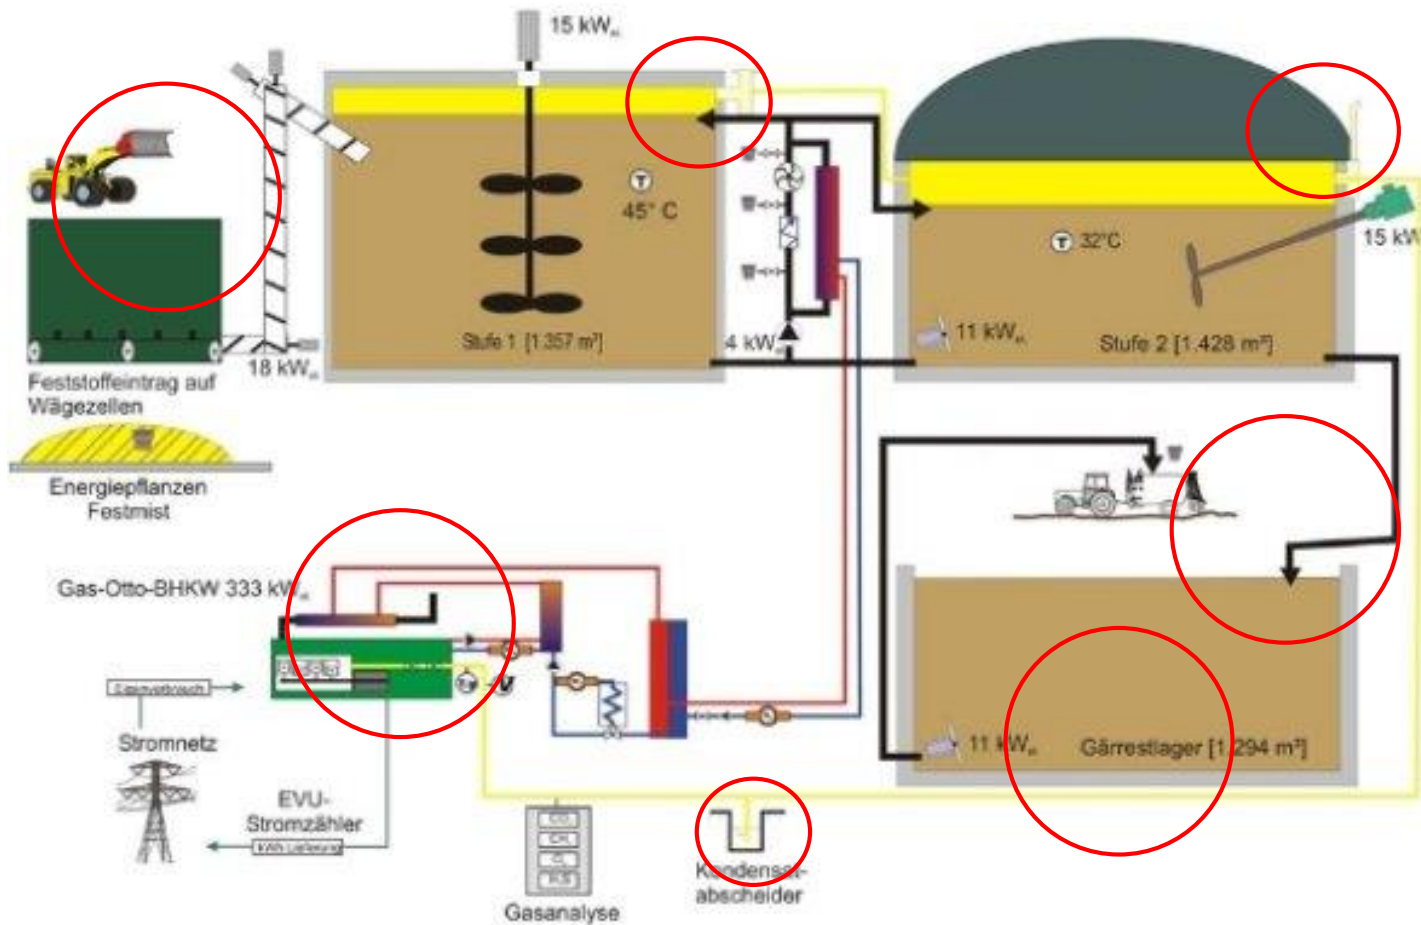 15 kW
45° C
32°C
15 kW
Stufe 1 [1.357 m³]
4 kW
11 kW
Stufe 2 [1.428 m³]
18 kW
Feststoffeintrag auf
Wägezellen
Energiepflanzen
Festmist
Gas-Otto-BHKW 333 kW
Stromnetz
EVU-
Stromzähler
kWh Lieferung
11 kW
Gärrestlager [1.294 m³]
Gasanalyse
Kondensat-
abscheider